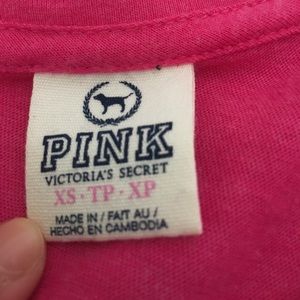 PINK
VICTORIA'S SECRET
XS·TP·XP
MADE IN / FAIT AU /
HECHO EN CAMBODIA